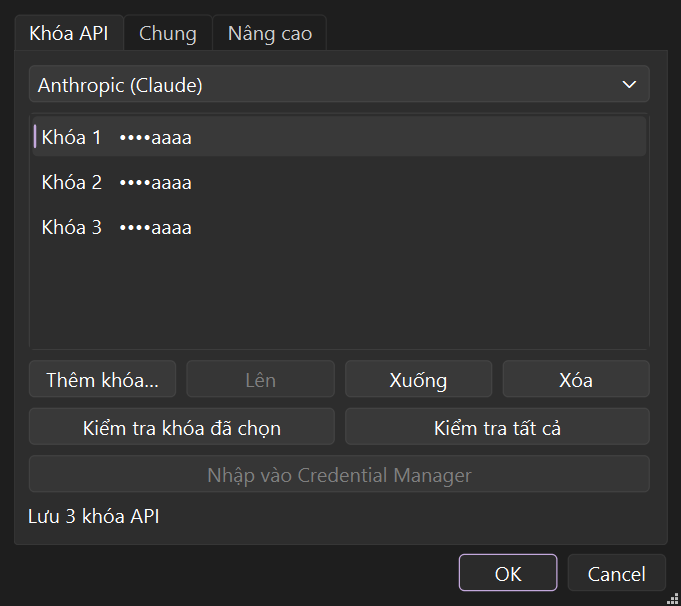 Khóa API Chung Nâng cao
Anthropic (Claude)
Khóa 1 ••••aaaa
Khóa 2 ••••aaaa
Khóa 3 ••••aaaa
Thêm khóa... Lên Xuống Xóa
Kiểm tra khóa đã chọn Kiểm tra tất cả
Nhập vào Credential Manager
Lưu 3 khóa API
OK Cancel